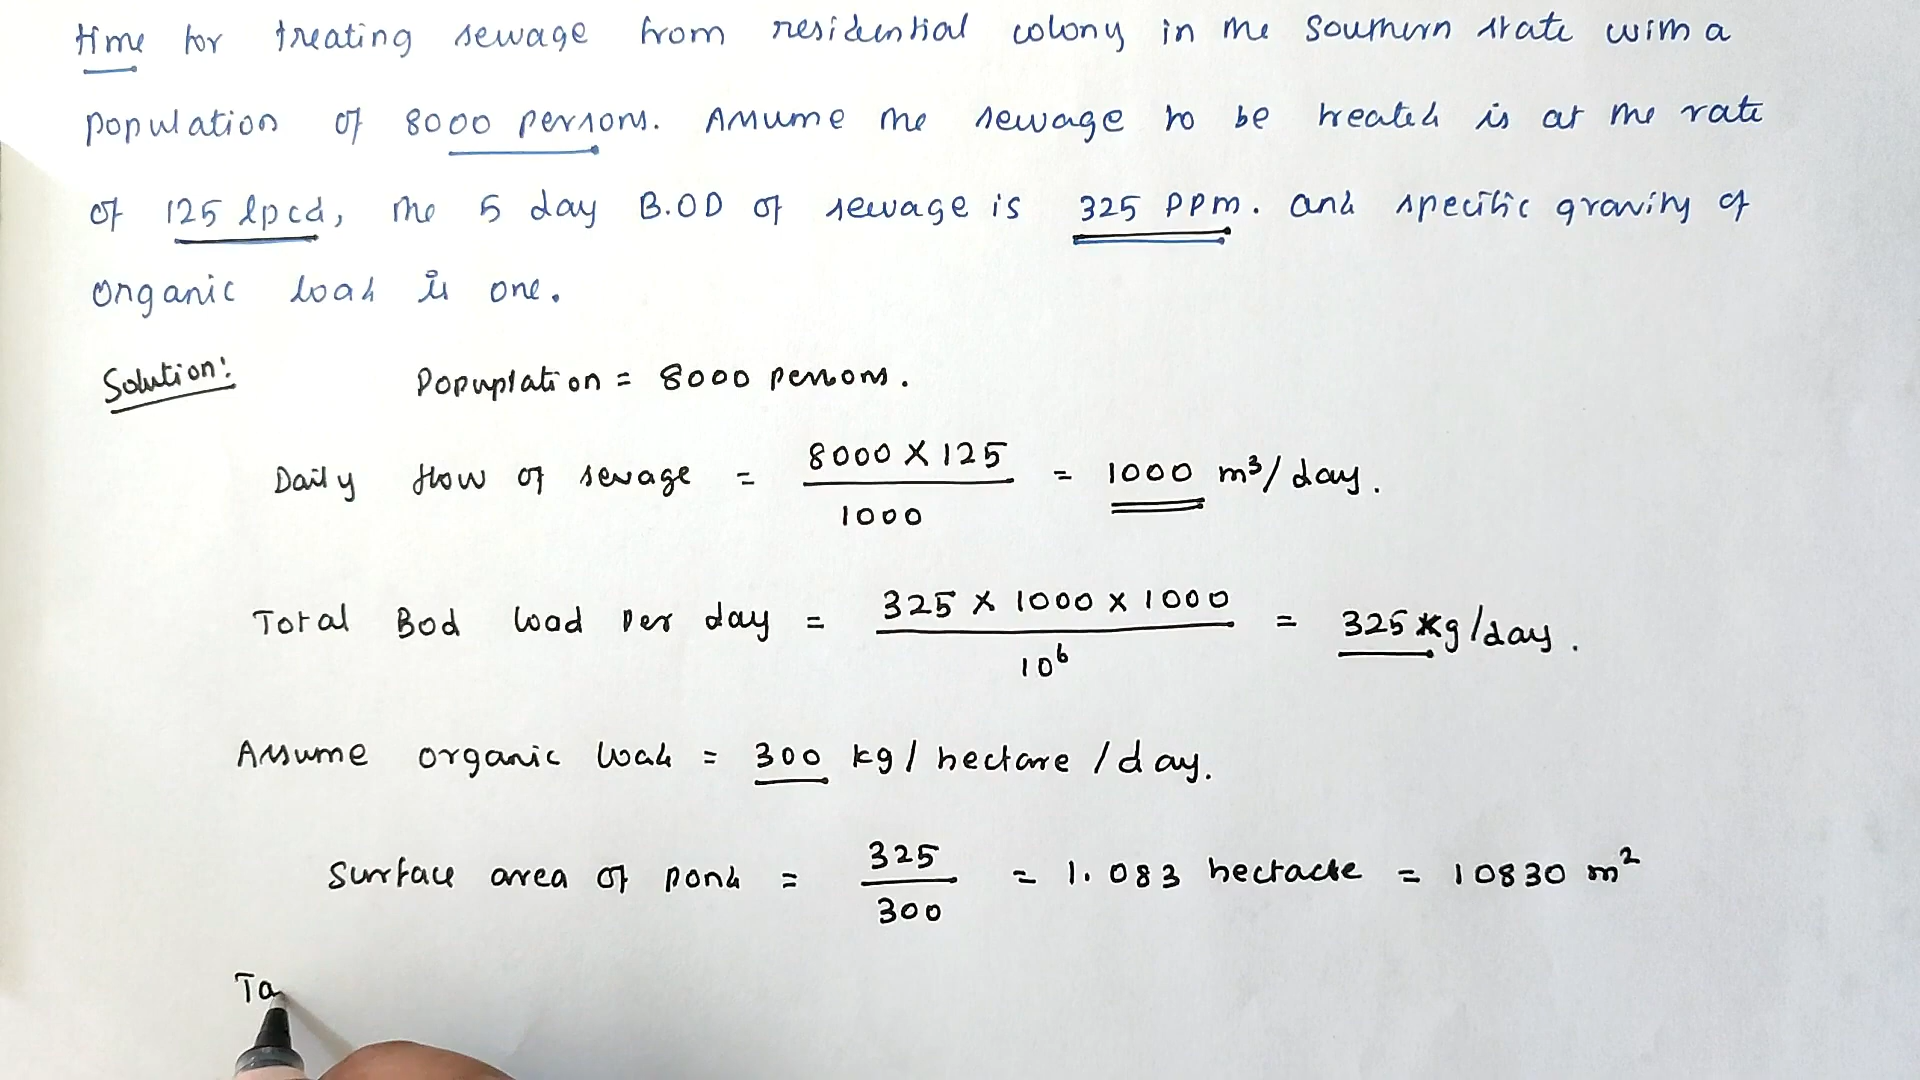 time for treating sewage from residential colony in the southern state with a
population of 8000 persons. Assume the sewage to be treated is at the rate
of 125 lpcd, the 5 day B.OD of sewage is 325 PPm. and specific gravity of
organic load is one.
Solution: Popuplation = 8000 persons.
Daily flow of sewage = 8000 X 125 / 1000 = 1000 m³/day.
Total Bod load per day = 325 X 1000 x 1000 / 10⁶ = 325 kg/day.
Assume organic load = 300 kg/hectare/day.
Surface area of pond = 325 / 300 = 1.083 hectacte = 10830 m²
Ta